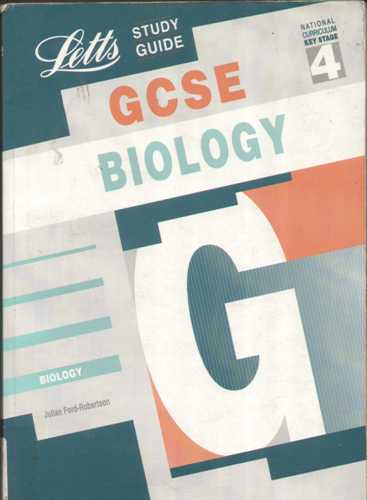 Letts
STUDY
GUIDE
NATIONAL
CURRICULUM
KEY STAGE
4
GCSE
BIOLOGY
G
BIOLOGY
Julian Ford-Robertson